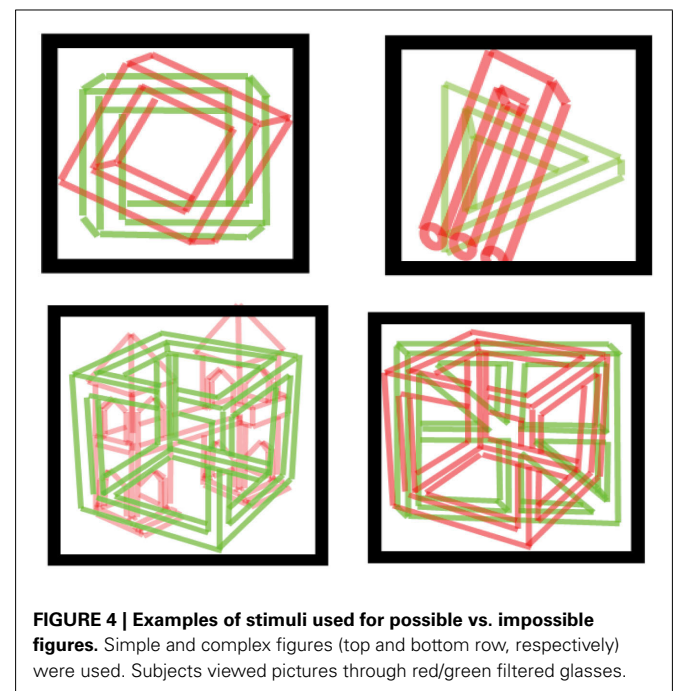 FIGURE 4 | Examples of stimuli used for possible vs. impossible
figures. Simple and complex figures (top and bottom row, respectively)
were used. Subjects viewed pictures through red/green filtered glasses.